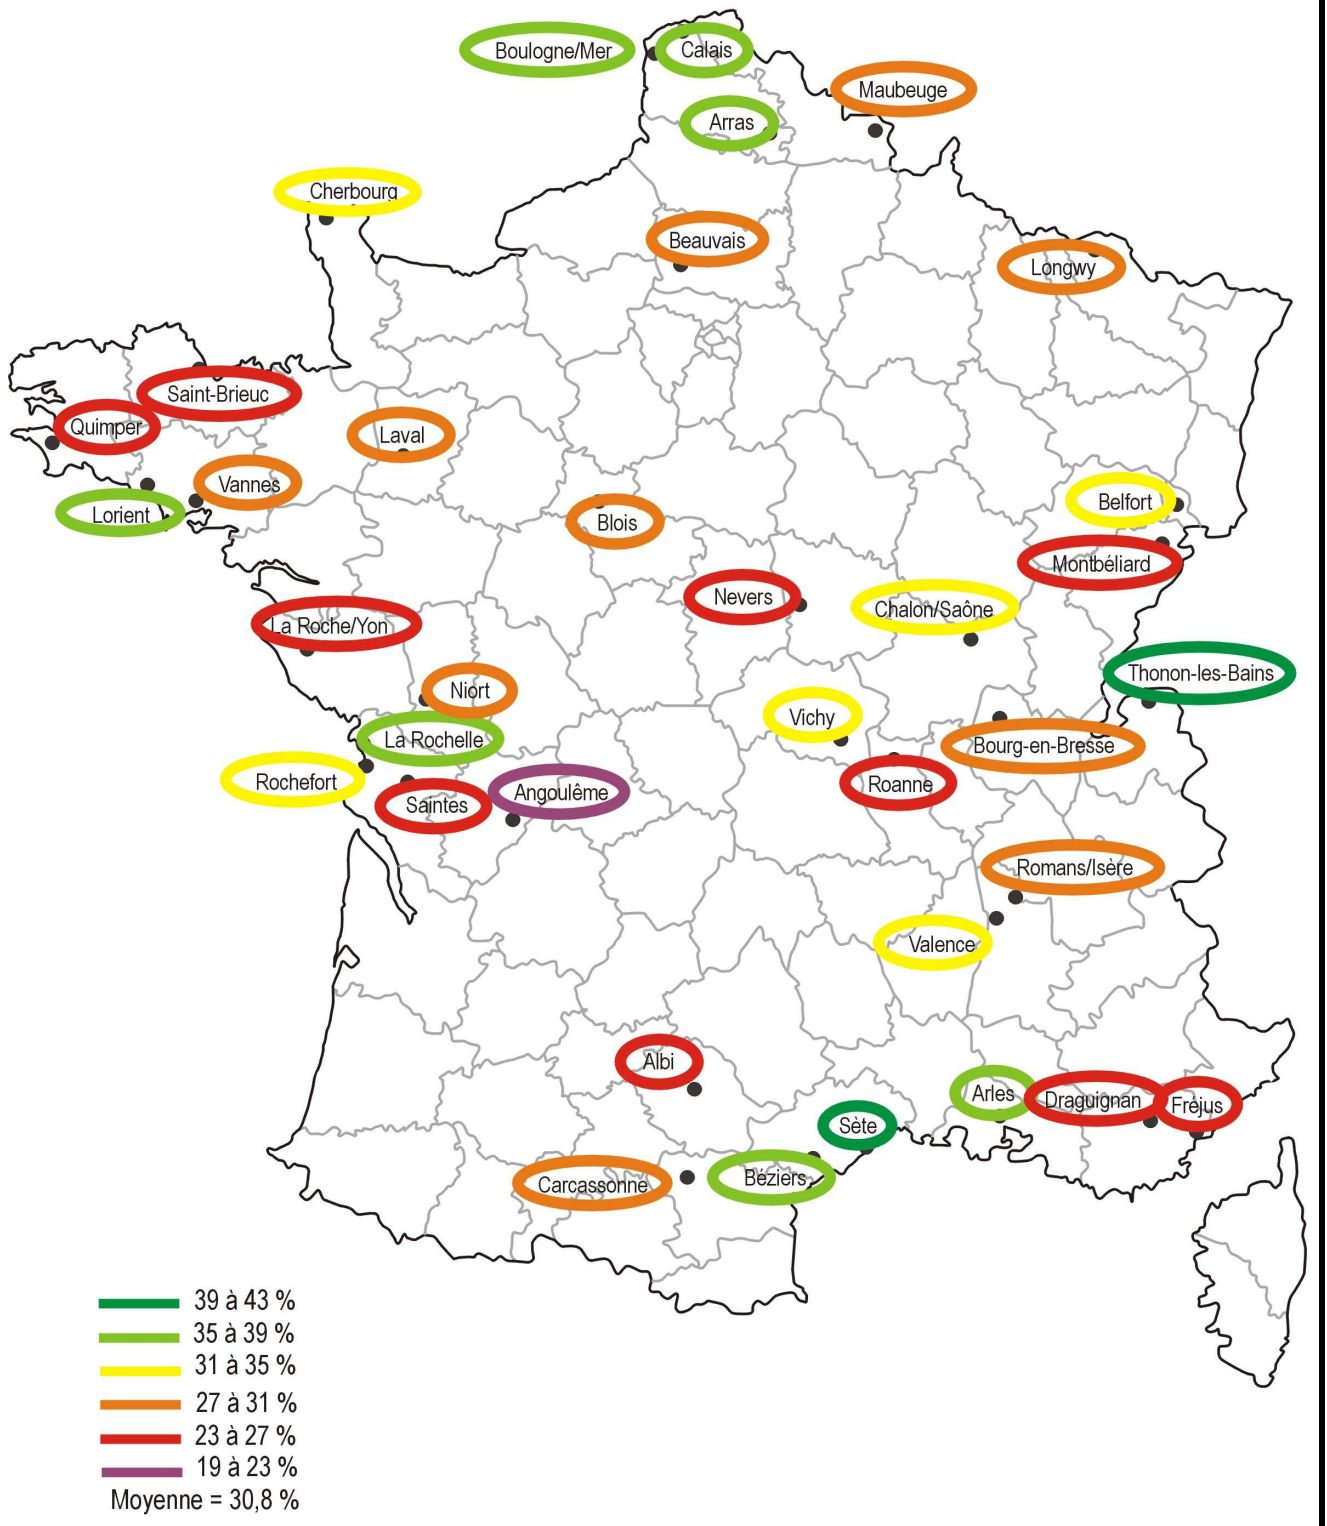 Boulogne/Mer
Calais
Maubeuge
Arras
Cherbourg
Beauvais
Longwy
Saint-Brieuc
Quimper
Laval
Vannes
Lorient
Blois
Belfort
Montbéliard
Nevers
Chalon/Saône
La Roche/Yon
Thonon-les-Bains
Niort
Vichy
La Rochelle
Bourg-en-Bresse
Rochefort
Roanne
Angoulême
Saintes
Romans/Isère
Valence
Albi
Arles
Draguignan
Fréjus
Sète
Béziers
Carcassonne
39 à 43 %
35 à 39 %
31 à 35 %
27 à 31 %
23 à 27 %
19 à 23 %
Moyenne = 30,8 %